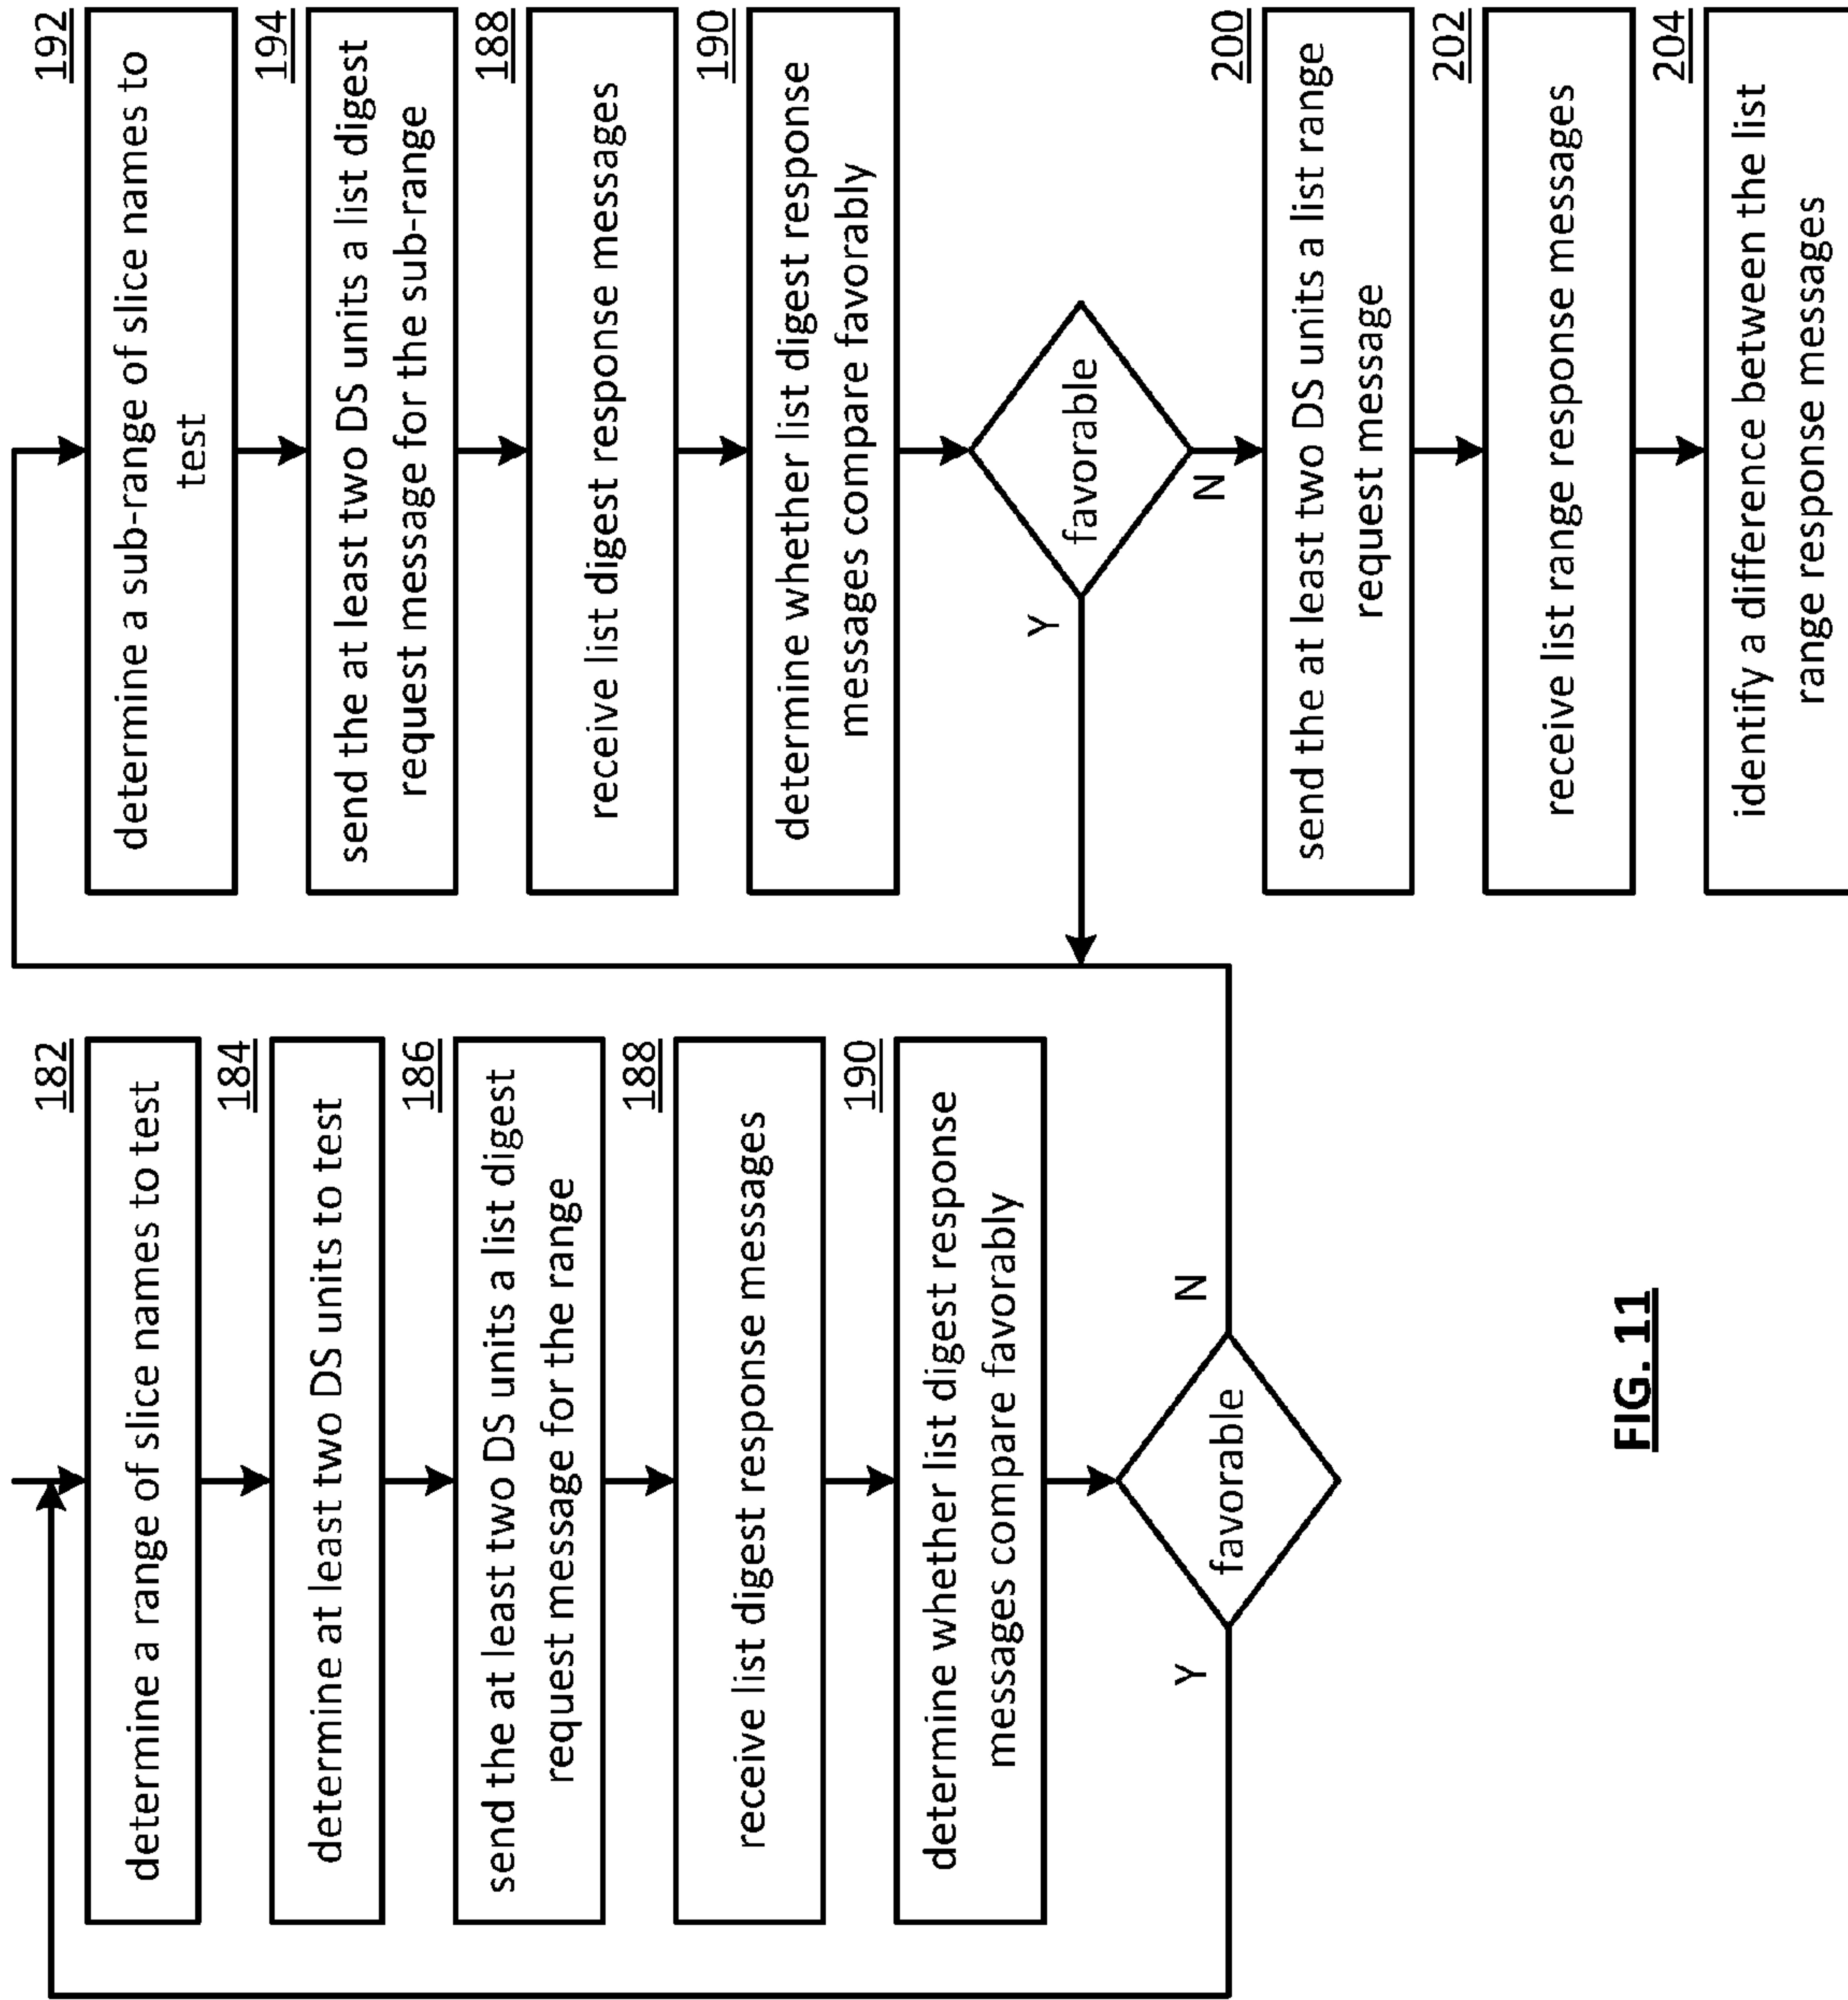 182
determine a range of slice names to test
184
determine at least two DS units to test
186
send the at least two DS units a list digest
request message for the range
188
receive list digest response messages
190
determine whether list digest response
messages compare favorably
favorable
Y
N
192
determine a sub-range of slice names to
test
194
send the at least two DS units a list digest
request message for the sub-range
188
receive list digest response messages
190
determine whether list digest response
messages compare favorably
favorable
Y
N
200
send the at least two DS units a list range
request message
202
receive list range response messages
204
identify a difference between the list
range response messages
FIG. 11